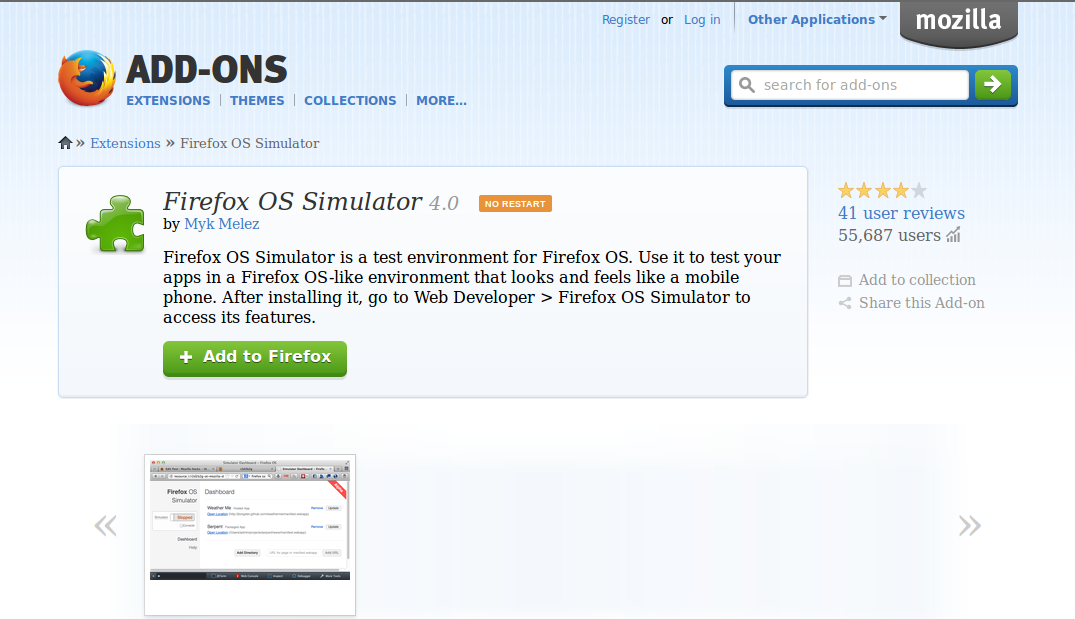 Register or Log in
Other Applications
mozilla
ADD-ONS
EXTENSIONS THEMES COLLECTIONS MORE...
search for add-ons
» Extensions » Firefox OS Simulator
Firefox OS Simulator 4.0 NO RESTART
by Myk Melez
Firefox OS Simulator is a test environment for Firefox OS. Use it to test your
apps in a Firefox OS-like environment that looks and feels like a mobile
phone. After installing it, go to Web Developer > Firefox OS Simulator to
access its features.
+ Add to Firefox
41 user reviews
55,687 users
Add to collection
Share this Add-on
« »
Firefox OS
Simulator
Dashboard
Weather Me
Serpent
Dashboard
Help
Add Directory